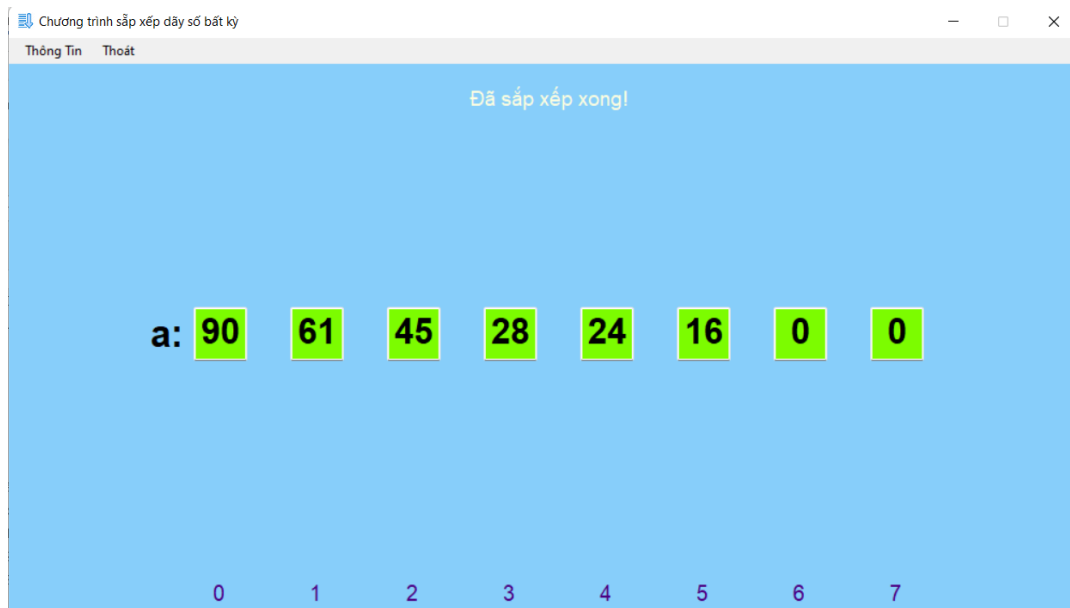 Chương trình sẵp xếp dãy số bất kỳ
Thông Tin Thoát
Đã sắp xếp xong!
a: 90 61 45 28 24 16 0 0
0 1 2 3 4 5 6 7